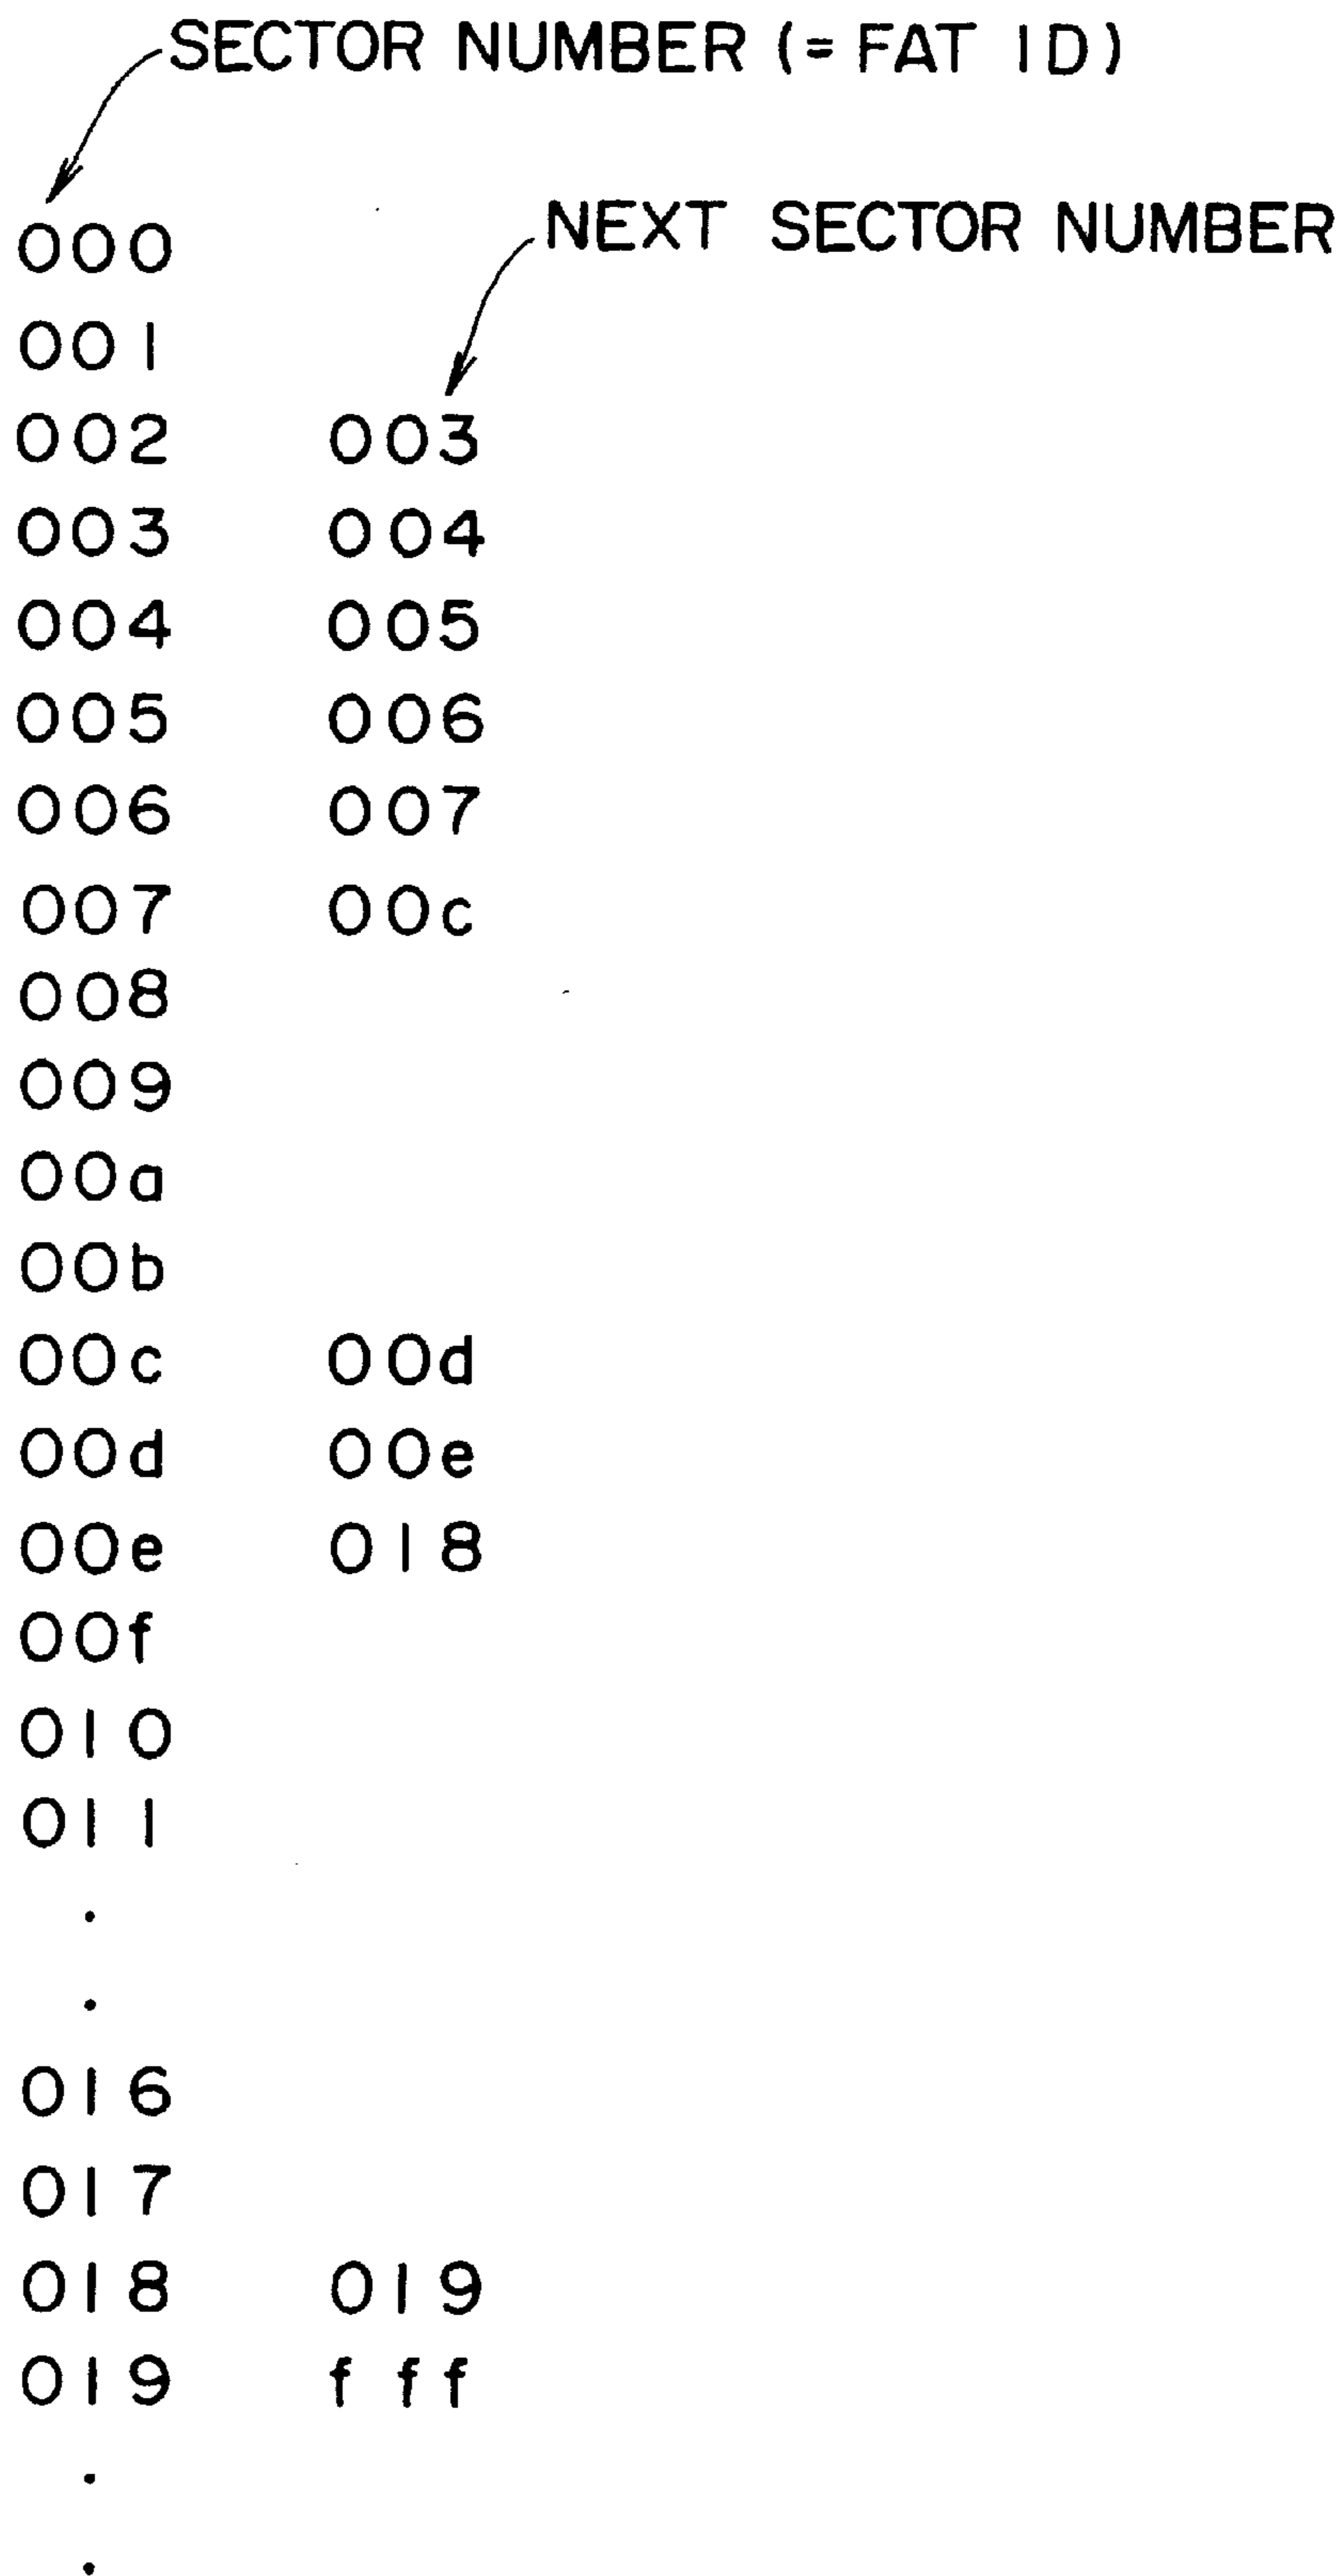 SECTOR NUMBER (= FAT ID)
NEXT SECTOR NUMBER
000
001
002 003
003 004
004 005
005 006
006 007
007 00c
008
009
00a
00b
00c 00d
00d 00e
00e 018
00f
010
011
.
.
016
017
018 019
019 fff
.
.